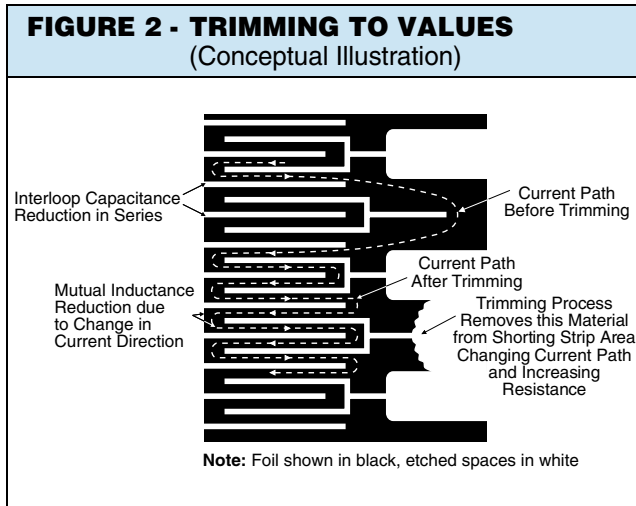 FIGURE 2 - TRIMMING TO VALUES
(Conceptual Illustration)
Interloop Capacitance
Reduction in Series
Mutual Inductance
Reduction due
to Change in
Current Direction
Current Path
Before Trimming
Current Path
After Trimming
Trimming Process
Removes this Material
from Shorting Strip Area
Changing Current Path
and Increasing
Resistance
Note: Foil shown in black, etched spaces in white